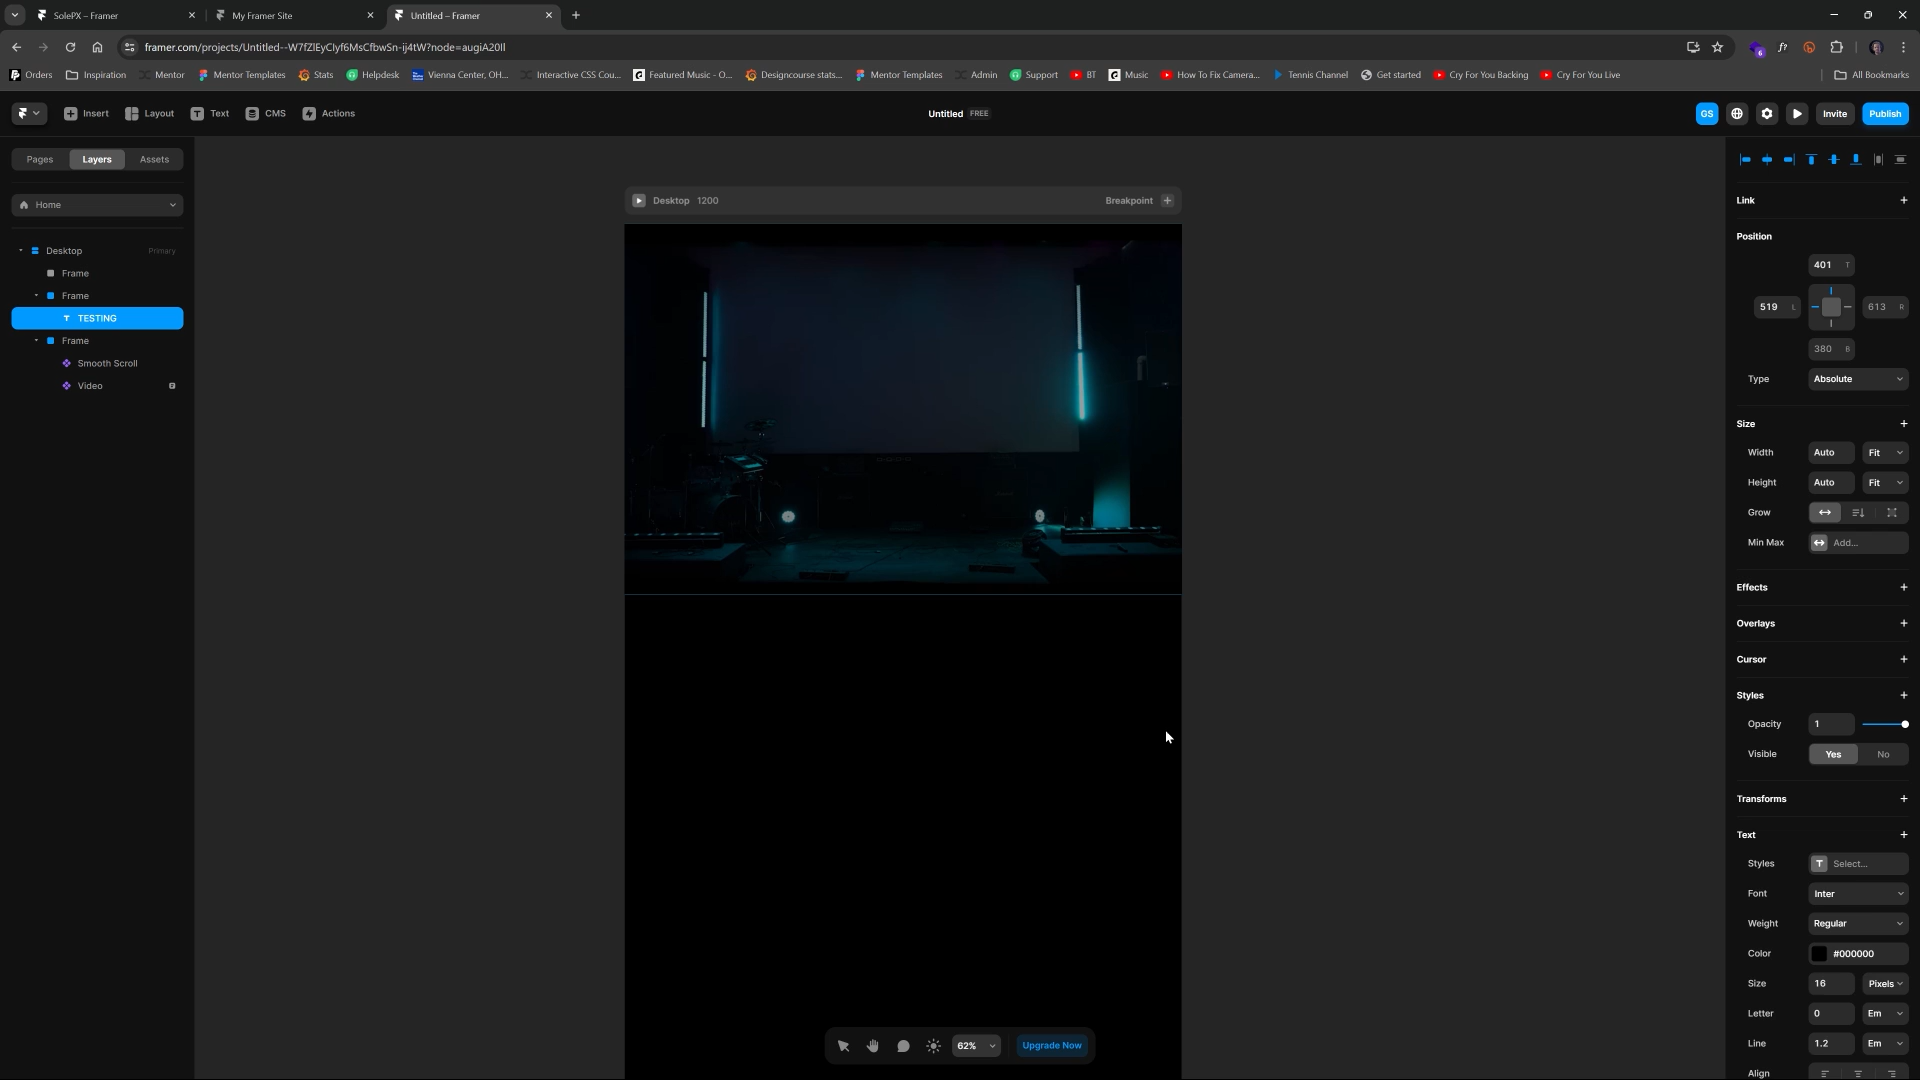 SolePX – Framer
My Framer Site
Untitled – Framer
framer.com/projects/Untitled--W7fZlEyClyf6MsCfbwSn-ij4tW?node=augiA20Il
6
f?
Orders
Inspiration
Mentor
Mentor Templates
Stats
Helpdesk
Vienna Center, OH...
Interactive CSS Cou...
Featured Music - O...
Designcourse stats...
Mentor Templates
Admin
Support
BT
Music
How To Fix Camera...
Tennis Channel
Get started
Cry For You Backing
Cry For You Live
All Bookmarks
Insert
Layout
Text
CMS
Actions
Untitled FREE
GS
Invite
Publish
Pages
Layers
Assets
Home
Desktop Primary
Frame
Frame
TESTING
Frame
Smooth Scroll
Video
Desktop 1200
Breakpoint
62%
Upgrade Now
Link
Position
401 T
519 L
613 R
380 B
Type Absolute
Size
Width Auto Fit
Height Auto Fit
Grow
Min Max Add...
Effects
Overlays
Cursor
Styles
Opacity 1
Visible Yes No
Transforms
Text
Styles T Select...
Font Inter
Weight Regular
Color #000000
Size 16 Pixels
Letter 0 Em
Line 1.2 Em
Align